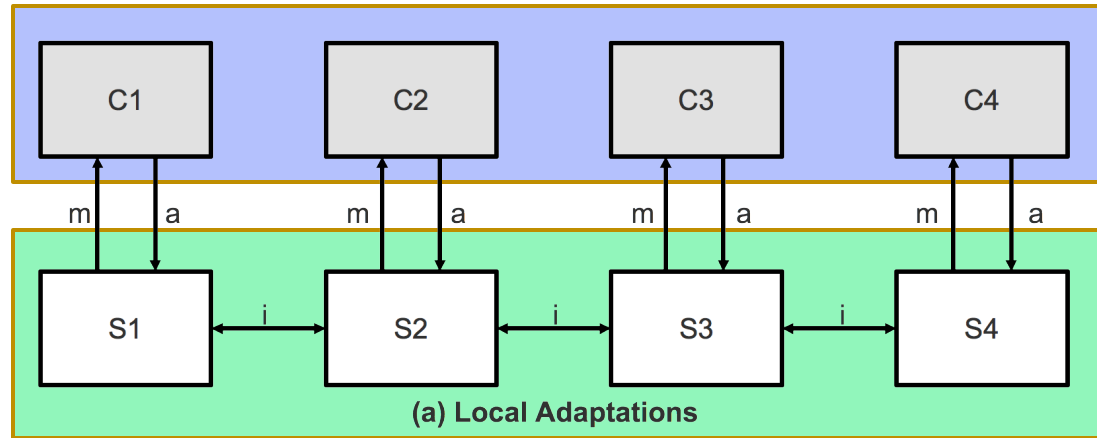 C1 C2 C3 C4
m a m a m a m a
i i i
S1 S2 S3 S4
(a) Local Adaptations